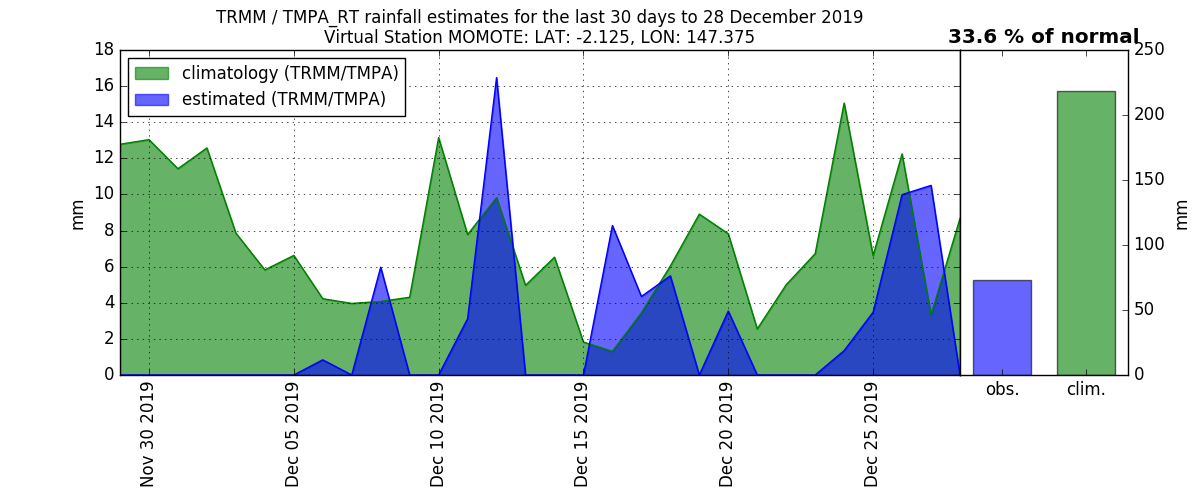 TRMM / TMPA_RT rainfall estimates for the last 30 days to 28 December 2019
Virtual Station MOMOTE: LAT: -2.125, LON: 147.375
33.6 % of normal
climatology (TRMM/TMPA)
estimated (TRMM/TMPA)
18
16
14
12
10
8
6
4
2
0
mm
Nov 30 2019
Dec 05 2019
Dec 10 2019
Dec 15 2019
Dec 20 2019
Dec 25 2019
obs.
clim.
250
200
150
100
50
0
mm